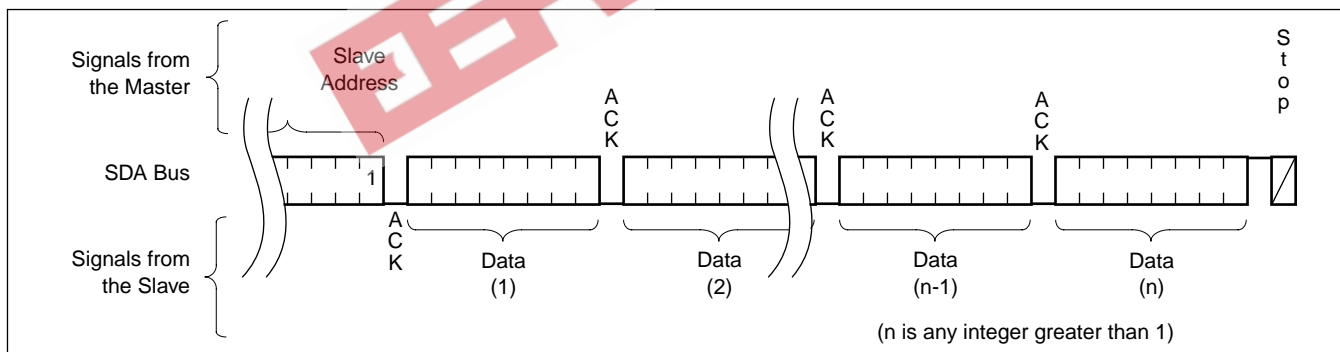 Signals from
the Master
Slave
Address
S
t
o
p
A
C
K
A
C
K
A
C
K
SDA Bus
1
A
C
K
Signals from
the Slave
Data
(1)
Data
(2)
Data
(n-1)
Data
(n)
(n is any integer greater than 1)